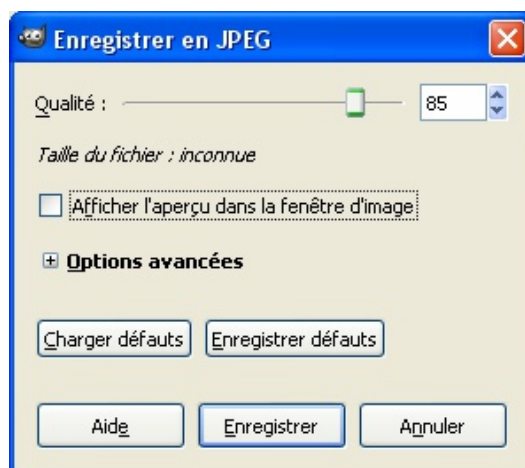 Enregistrer en JPEG
Qualité : 85
Taille du fichier : inconnue
Afficher l'aperçu dans la fenêtre d'image
Options avancées
Charger défauts Enregistrer défauts
Aide Enregistrer Annuler